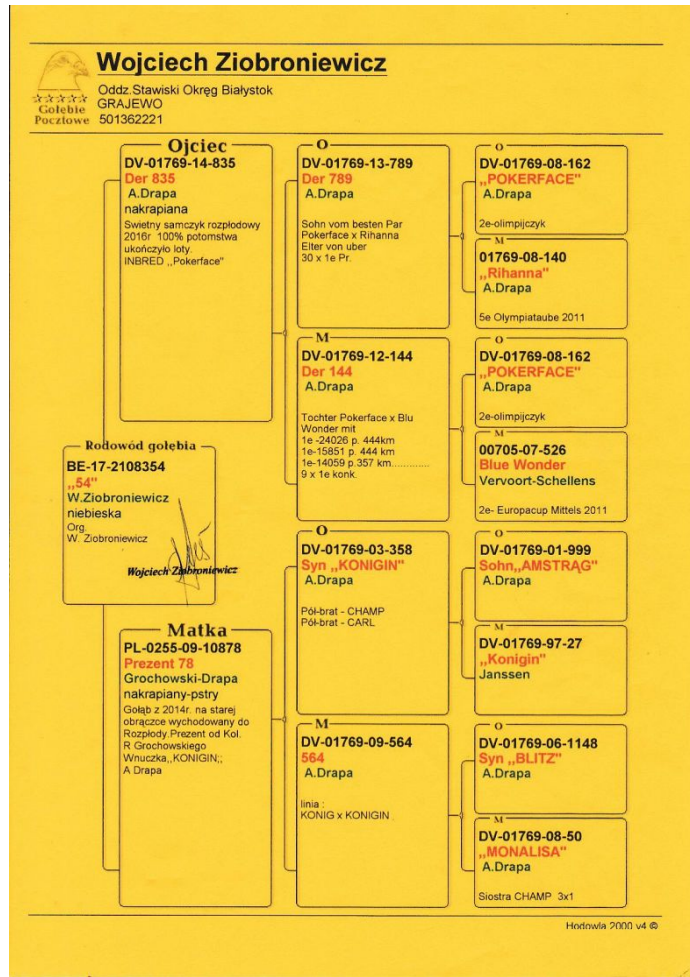 Wojciech Ziobroniewicz
Oddz.Stawiski Okręg Białystok
GRAJEWO
501362221
Gołębie
Pocztowe
Ojciec
DV-01769-14-835
Der 835
A.Drapa
nakrapiana
Swietny samczyk rozpłodowy
2016r 100% potomstwa
ukończyło loty.
INBRED ,,Pokerface"
O
DV-01769-13-789
Der 789
A.Drapa
Sohn vom besten Par
Pokerface x Rihanna
Elter von uber
30 x 1e Pr.
O
DV-01769-08-162
,,POKERFACE"
A.Drapa
2e-olimpijczyk
M
01769-08-140
,,Rihanna"
A.Drapa
5e Olympiataube 2011
M
DV-01769-12-144
Der 144
A.Drapa
Tochter Pokerface x Blu
Wonder mit
1e -24026 p. 444km
1e-15851 p. 444 km
1e-14059 p.357 km.............
9 x 1e konk.
O
DV-01769-08-162
,,POKERFACE"
A.Drapa
2e-olimpijczyk
M
00705-07-526
Blue Wonder
Vervoort-Schellens
2e- Europacup Mittels 2011
Rodowód gołębia
BE-17-2108354
,,54"
W.Ziobroniewicz
niebieska
Org.
W. Ziobroniewicz
Wojciech Ziobroniewicz
Matka
PL-0255-09-10878
Prezent 78
Grochowski-Drapa
nakrapiany-pstry
Gołąb z 2014r. na starej
obrączce wychodowany do
Rozpłody.Prezent od Kol.
R Grochowskiego
Wnuczka,,KONIGIN;;
A Drapa
O
DV-01769-03-358
Syn ,,KONIGIN"
A.Drapa
Pół-brat - CHAMP
Pół-brat - CARL
O
DV-01769-01-999
Sohn,,AMSTRĄG"
A.Drapa
M
DV-01769-97-27
,,Konigin"
Janssen
M
DV-01769-09-564
564
A.Drapa
linia :
KONIG x KONIGIN
O
DV-01769-06-1148
Syn ,,BLITZ"
A.Drapa
M
DV-01769-08-50
,,MONALISA"
A.Drapa
Siostra CHAMP 3x1
Hodowla 2000 v4 ©